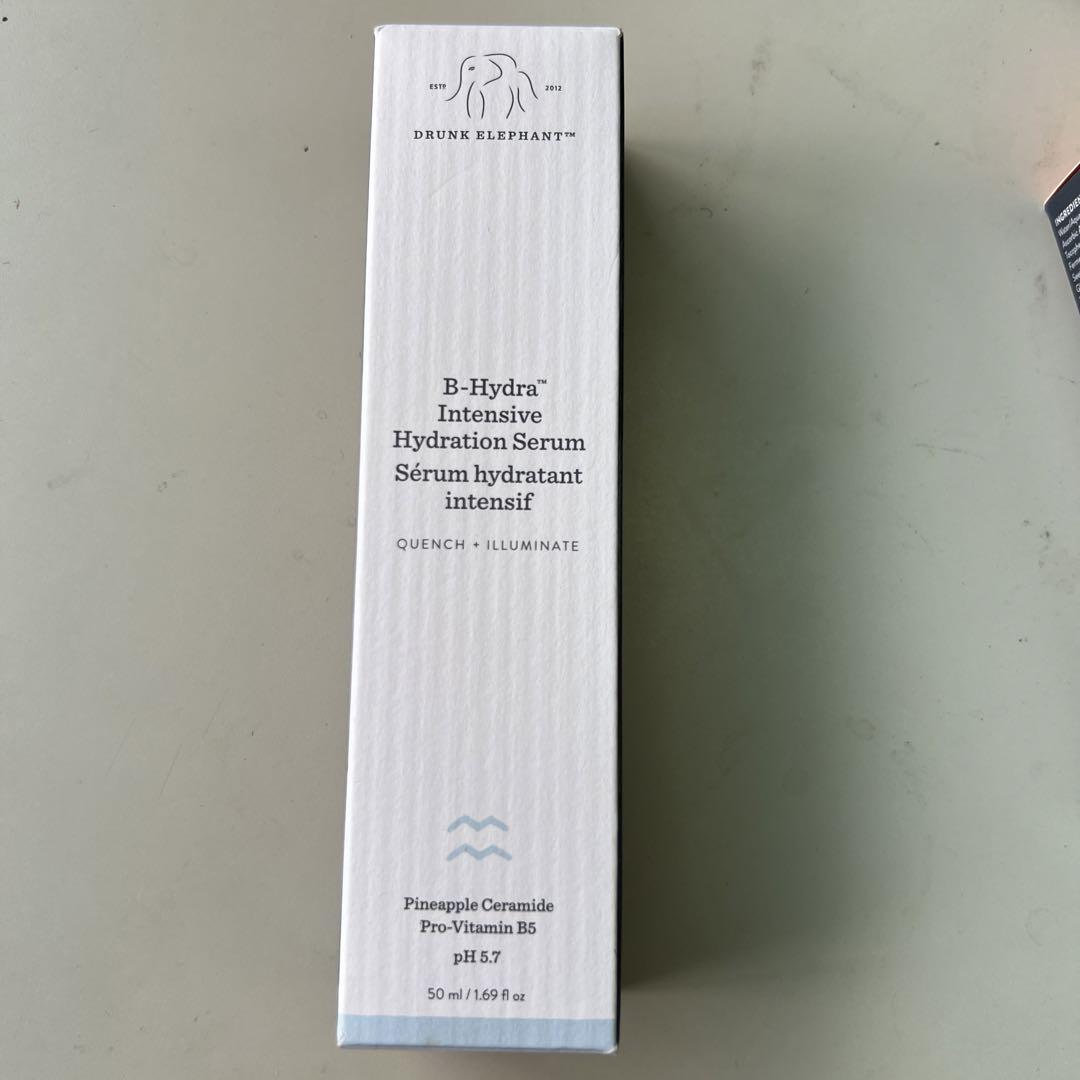 ESTD 2012
DRUNK ELEPHANT™
B-Hydra™
Intensive
Hydration Serum
Sérum hydratant
intensif
QUENCH + ILLUMINATE
Pineapple Ceramide
Pro-Vitamin B5
pH 5.7
50 ml / 1.69 fl oz